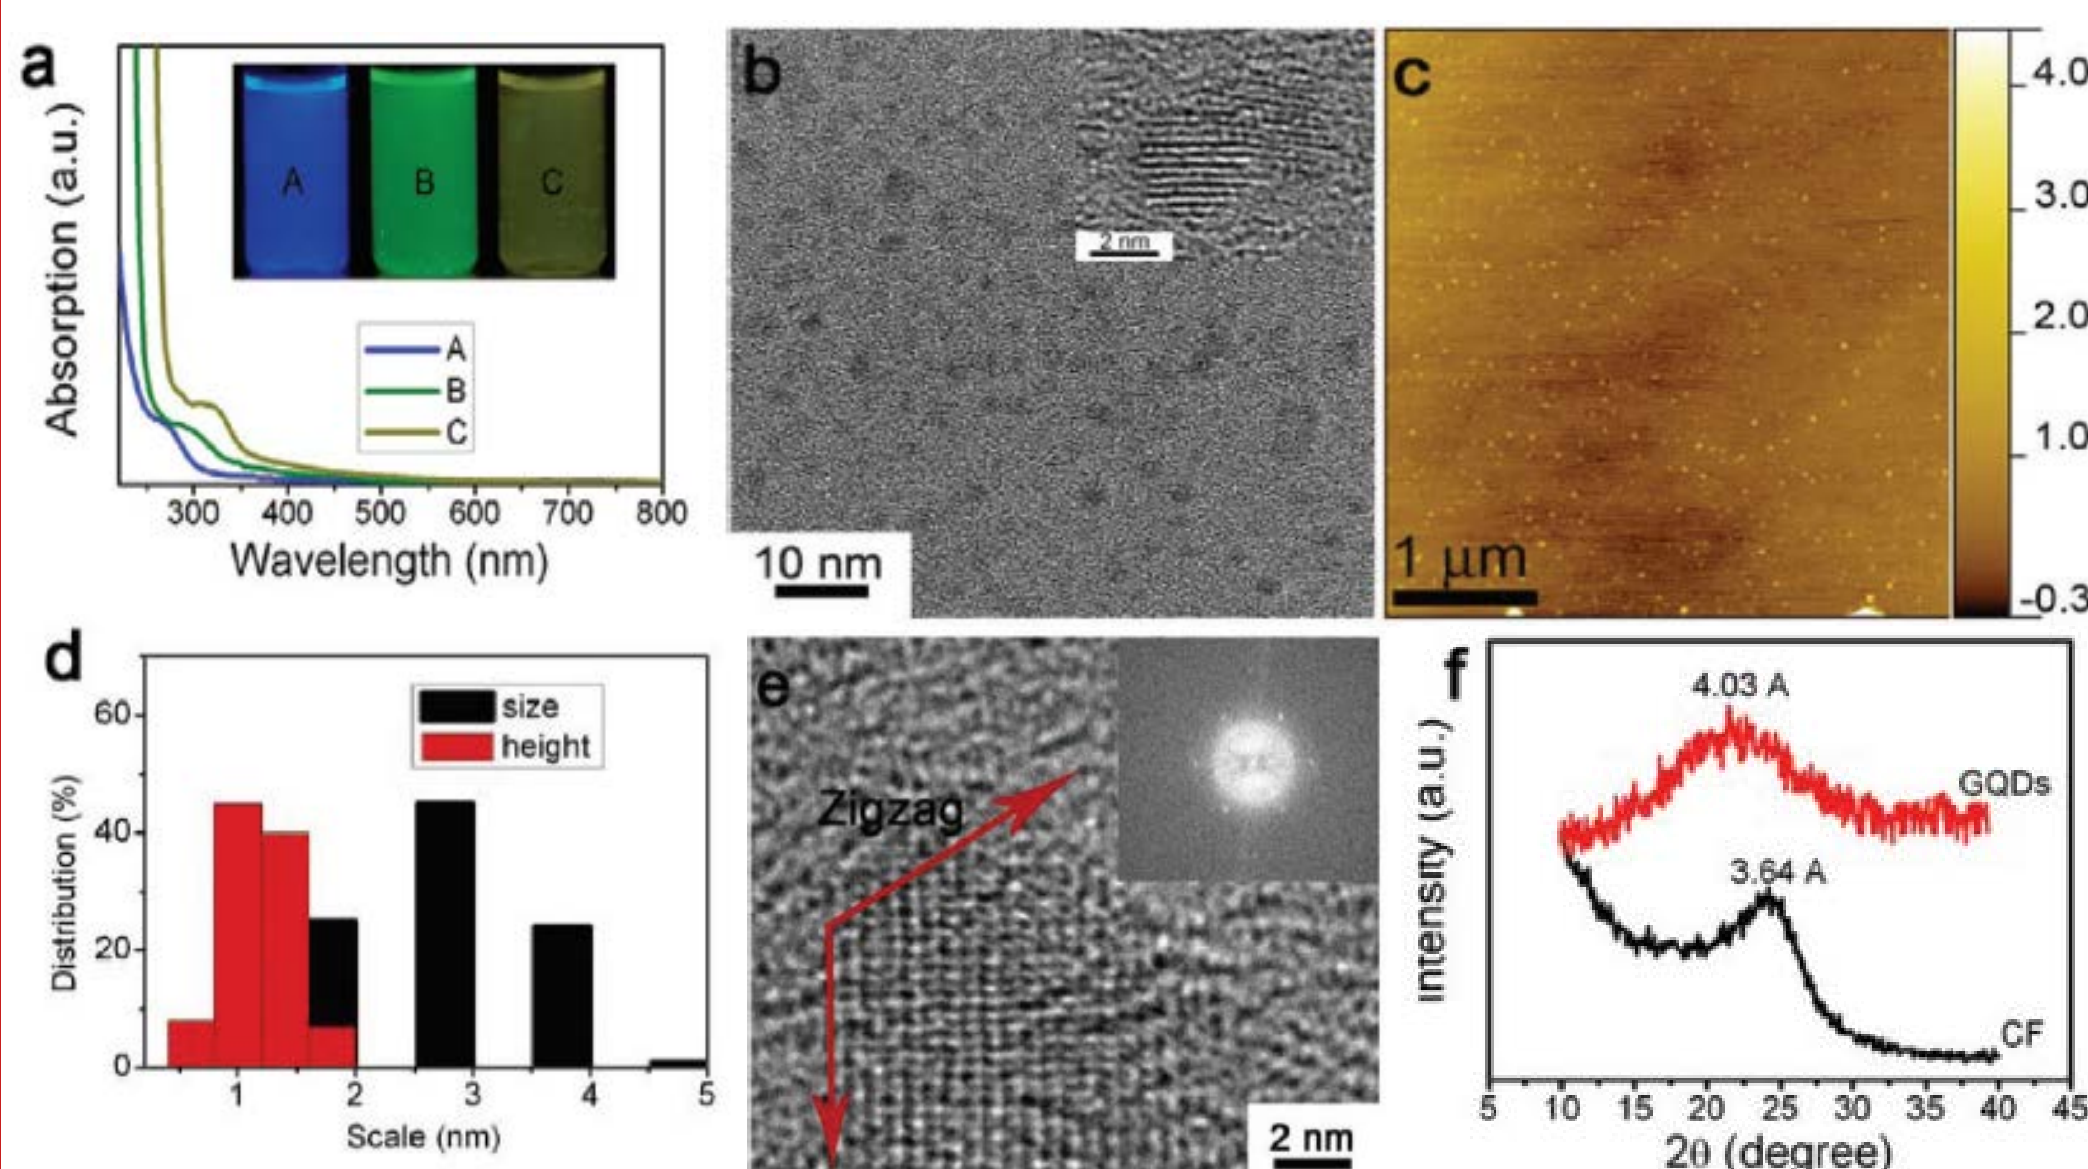 a
Absorption (a.u.)
A
B
C
A
B
C
300 400 500 600 700 800
Wavelength (nm)
b
2 nm
10 nm
c
1 μm
4.0
3.0
2.0
1.0
-0.3
d
Distribution (%)
60
40
20
0
size
height
1 2 3 4 5
Scale (nm)
e
Zigzag
2 nm
f
Intensity (a.u.)
4.03 A
GQDs
3.64 A
CF
5 10 15 20 25 30 35 40 45
2θ (degree)